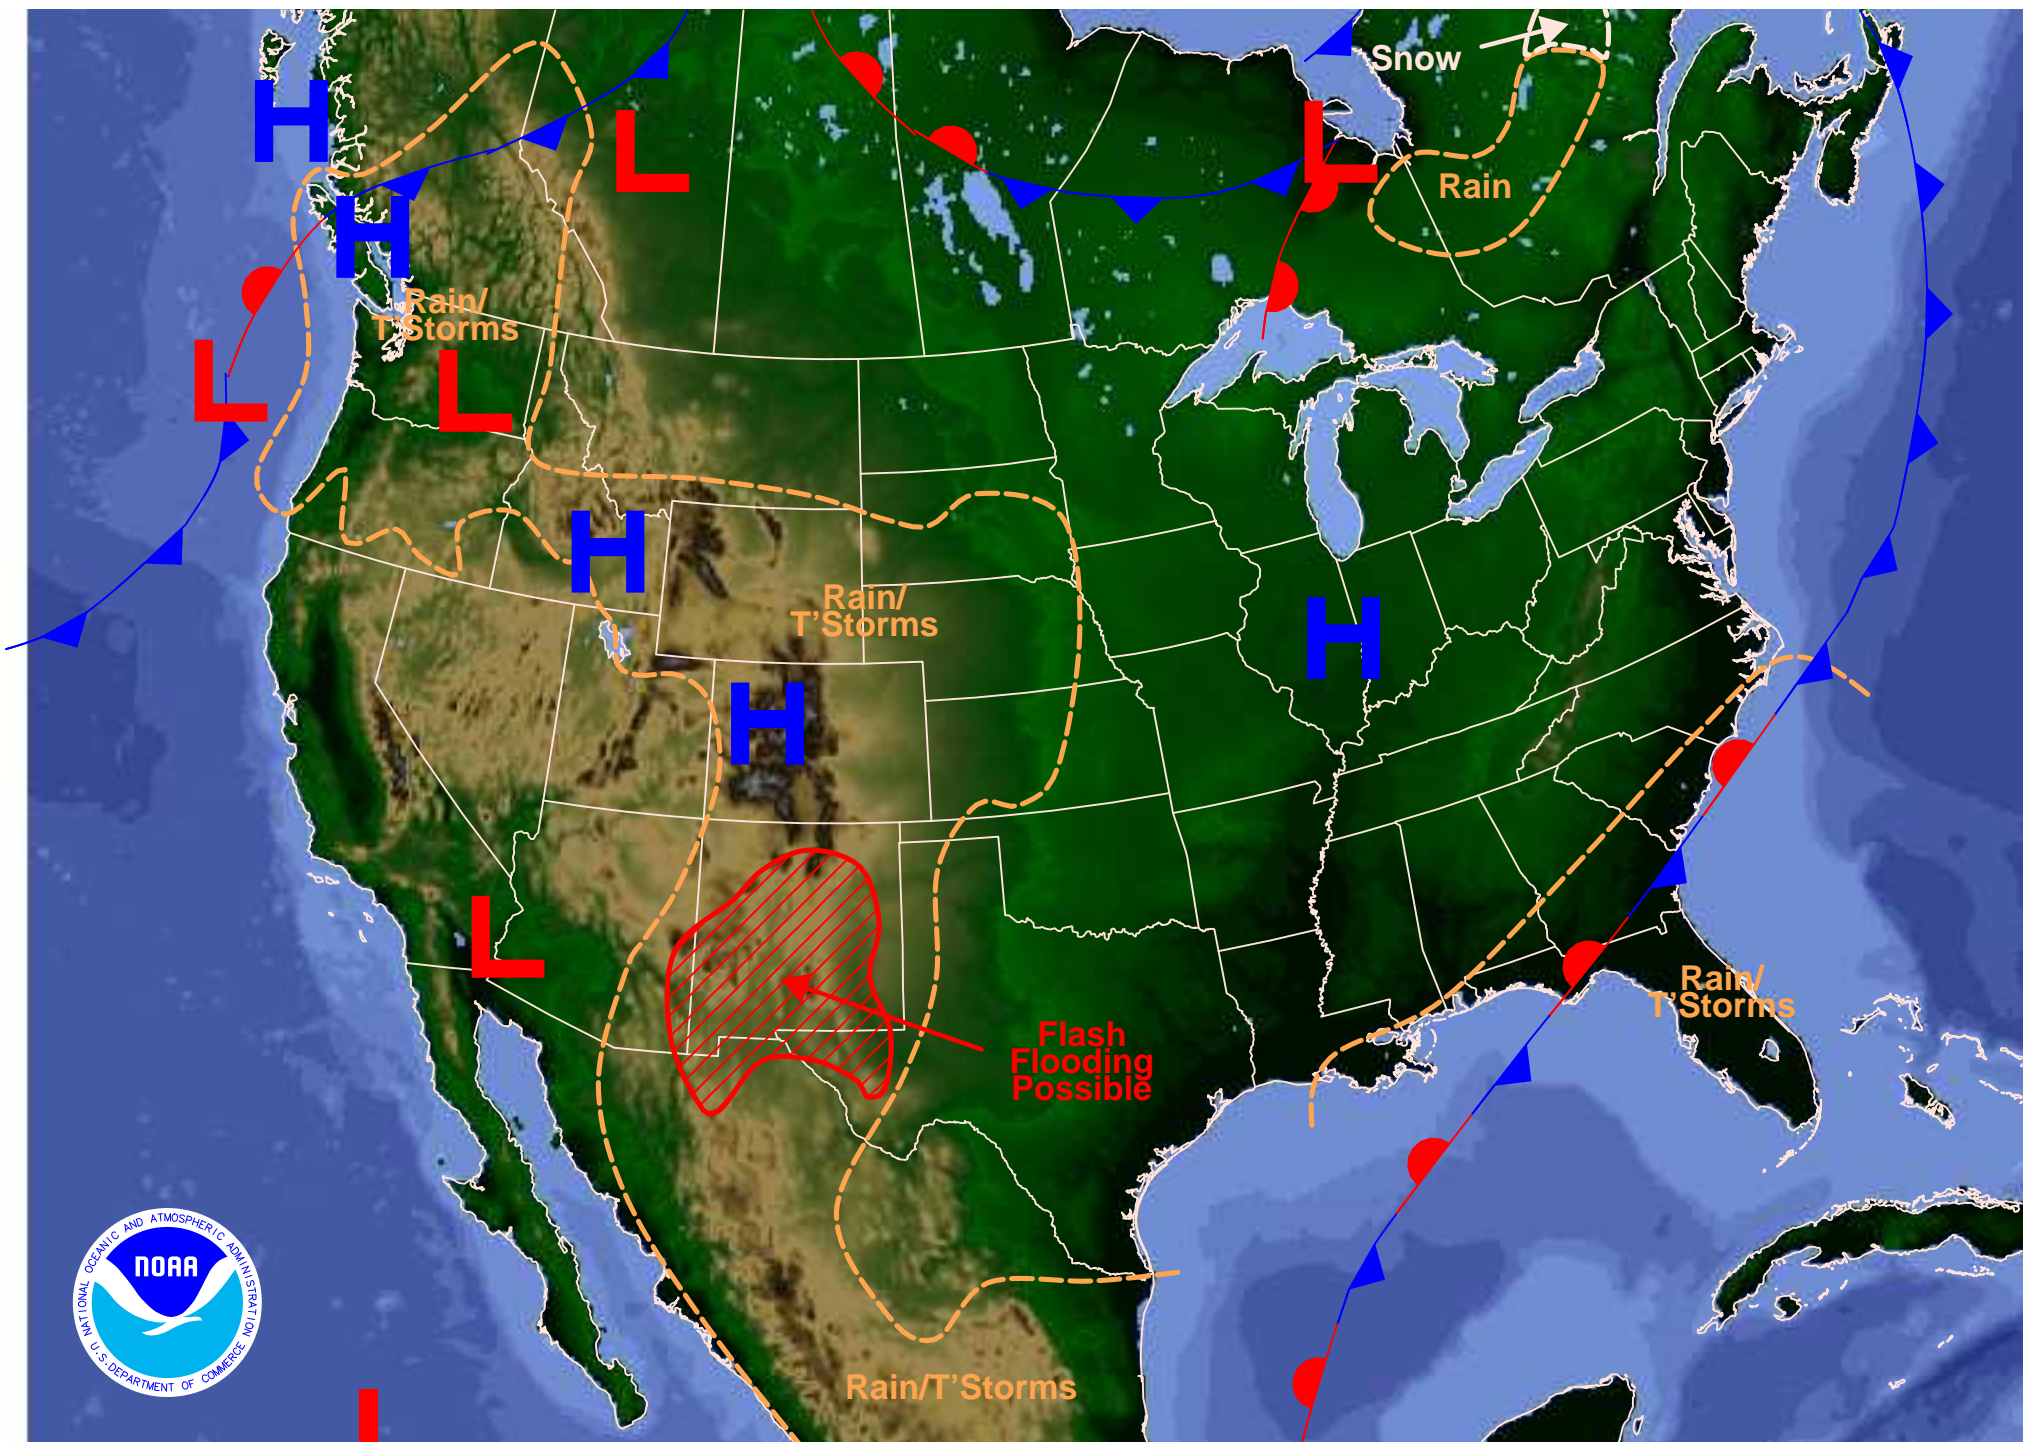 Snow
H
L
L
Rain
H
Rain/
T'Storms
L
L
H
Rain/
T'Storms
H
H
L
Rain/
T'Storms
Flash
Flooding
Possible
NATIONAL OCEANIC AND ATMOSPHERIC ADMINISTRATION
NOAA
U.S. DEPARTMENT OF COMMERCE
Rain/T'Storms
L